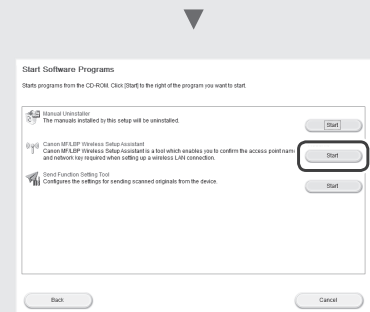 Start Software Programs
Starts programs from the CD-ROM. Click [Start] to the right of the program you want to start.
Manual Uninstaller
The manuals installed by this setup will be uninstalled.
Start
Canon MF/LBP Wireless Setup Assistant
Canon MF/LBP Wireless Setup Assistant is a tool which enables you to confirm the access point name
and network key required when setting up a wireless LAN connection.
Start
Send Function Setting Tool
Configures the settings for sending scanned originals from the device.
Start
Back
Cancel